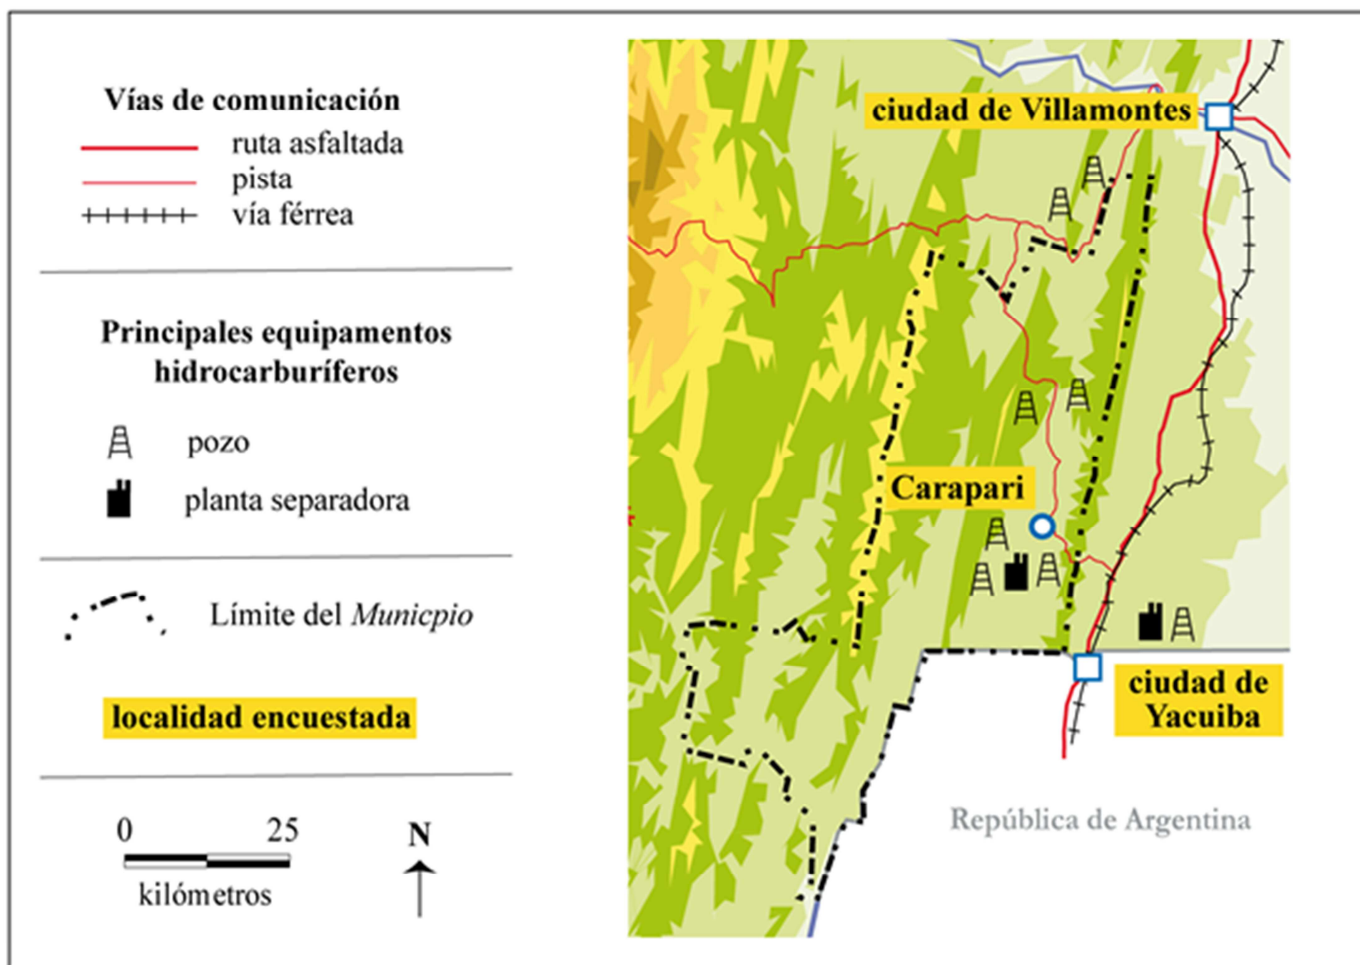 Vías de comunicación
ruta asfaltada
pista
vía férrea
Principales equipamentos
hidrocarburíferos
pozo
planta separadora
Límite del Municpio
localidad encuestada
0 25
kilómetros
N
ciudad de Villamontes
Carapari
ciudad de
Yacuiba
República de Argentina